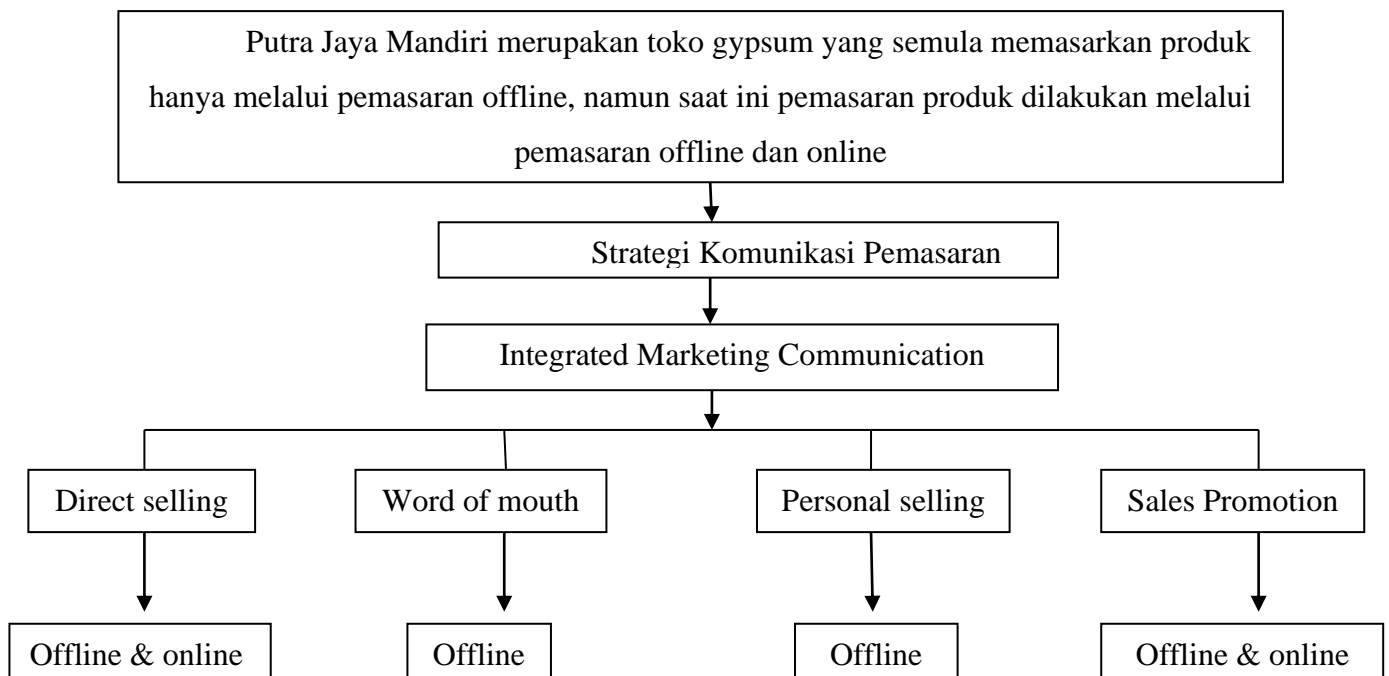 Putra Jaya Mandiri merupakan toko gypsum yang semula memasarkan produk
hanya melalui pemasaran offline, namun saat ini pemasaran produk dilakukan melalui
pemasaran offline dan online
Strategi Komunikasi Pemasaran
Integrated Marketing Communication
Direct selling
Word of mouth
Personal selling
Sales Promotion
Offline & online
Offline
Offline
Offline & online